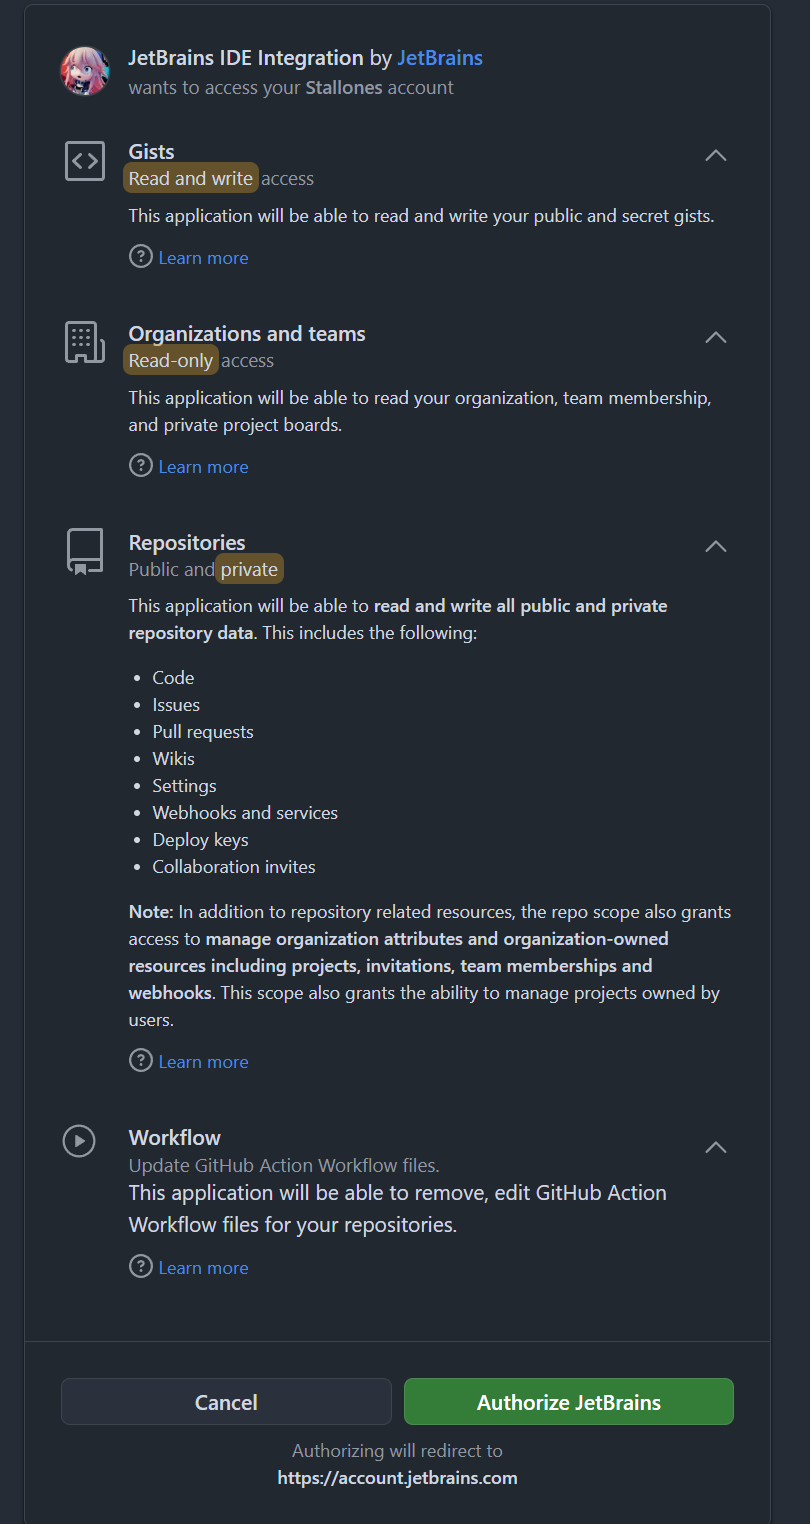 JetBrains IDE Integration by JetBrains
wants to access your Stallones account
Gists
Read and write access
This application will be able to read and write your public and secret gists.
Learn more
Organizations and teams
Read-only access
This application will be able to read your organization, team membership,
and private project boards.
Learn more
Repositories
Public and private
This application will be able to read and write all public and private
repository data. This includes the following:
• Code
• Issues
• Pull requests
• Wikis
• Settings
• Webhooks and services
• Deploy keys
• Collaboration invites
Note: In addition to repository related resources, the repo scope also grants
access to manage organization attributes and organization-owned
resources including projects, invitations, team memberships and
webhooks. This scope also grants the ability to manage projects owned by
users.
Learn more
Workflow
Update GitHub Action Workflow files.
This application will be able to remove, edit GitHub Action
Workflow files for your repositories.
Learn more
Cancel
Authorize JetBrains
Authorizing will redirect to
https://account.jetbrains.com